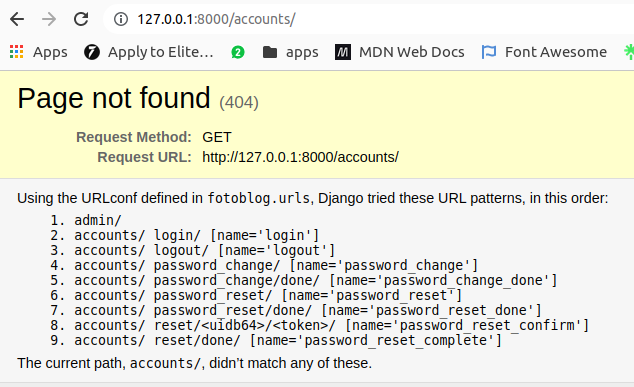 127.0.0.1:8000/accounts/
Apps 7 Apply to Elite… 2 apps M MDN Web Docs Font Awesome
Page not found (404)
Request Method: GET
Request URL: http://127.0.0.1:8000/accounts/
Using the URLconf defined in fotoblog.urls, Django tried these URL patterns, in this order:
1. admin/
2. accounts/ login/ [name='login']
3. accounts/ logout/ [name='logout']
4. accounts/ password_change/ [name='password_change']
5. accounts/ password_change/done/ [name='password_change_done']
6. accounts/ password_reset/ [name='password_reset']
7. accounts/ password_reset/done/ [name='password_reset_done']
8. accounts/ reset/<uidb64>/<token>/ [name='password_reset_confirm']
9. accounts/ reset/done/ [name='password_reset_complete']
The current path, accounts/, didn’t match any of these.